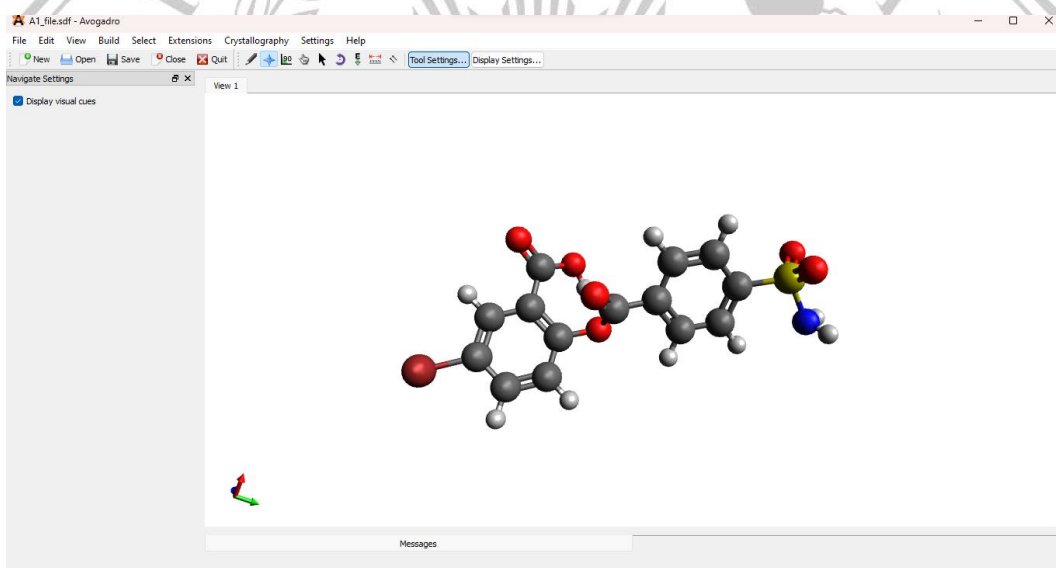 A1_file.sdf - Avogadro
File Edit View Build Select Extensions Crystallography Settings Help
New Open Save Close Quit Tool Settings... Display Settings...
Navigate Settings
View 1
Display visual cues
Messages